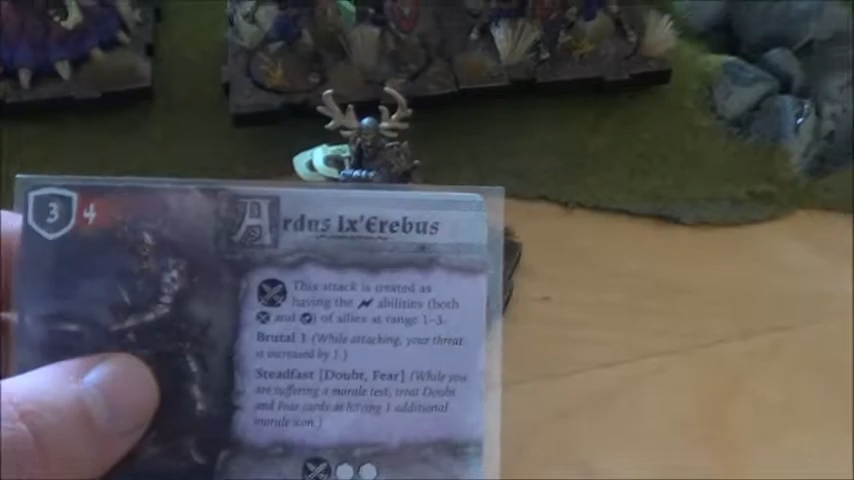 3 4
Ardus Ix'Erebus
This attack is treated as
having the abilities (both
and ) of allies at range 1-3.
Brutal 1 (While attacking, your threat
is increased by 1.)
Steadfast [Doubt, Fear] (While you
are suffering a morale test, treat Doubt
and Fear cards as having 1 additional
morale icon.)